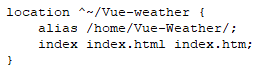 location ^~/Vue-weather {
    alias /home/Vue-Weather/;
    index index.html index.htm;
}